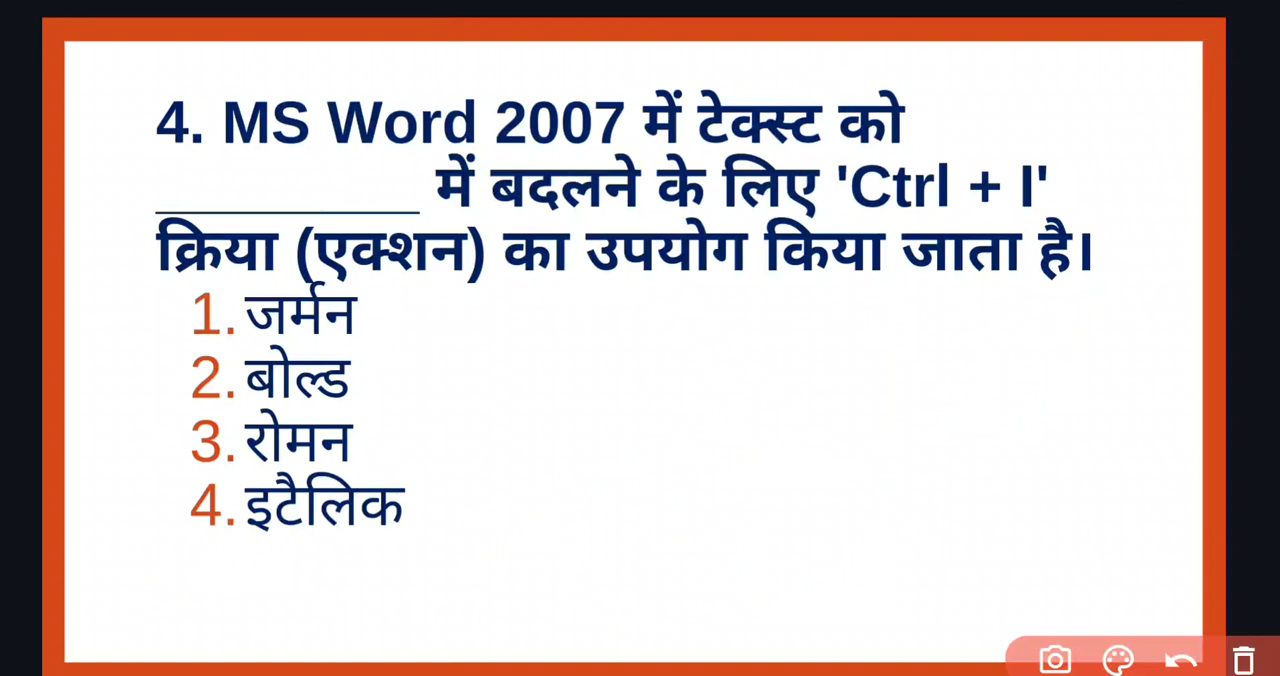 4. MS Word 2007 में टेक्स्ट को
__________ में बदलने के लिए 'Ctrl + I'
क्रिया (एक्शन) का उपयोग किया जाता है।
1. जर्मन
2. बोल्ड
3. रोमन
4. इटैलिक